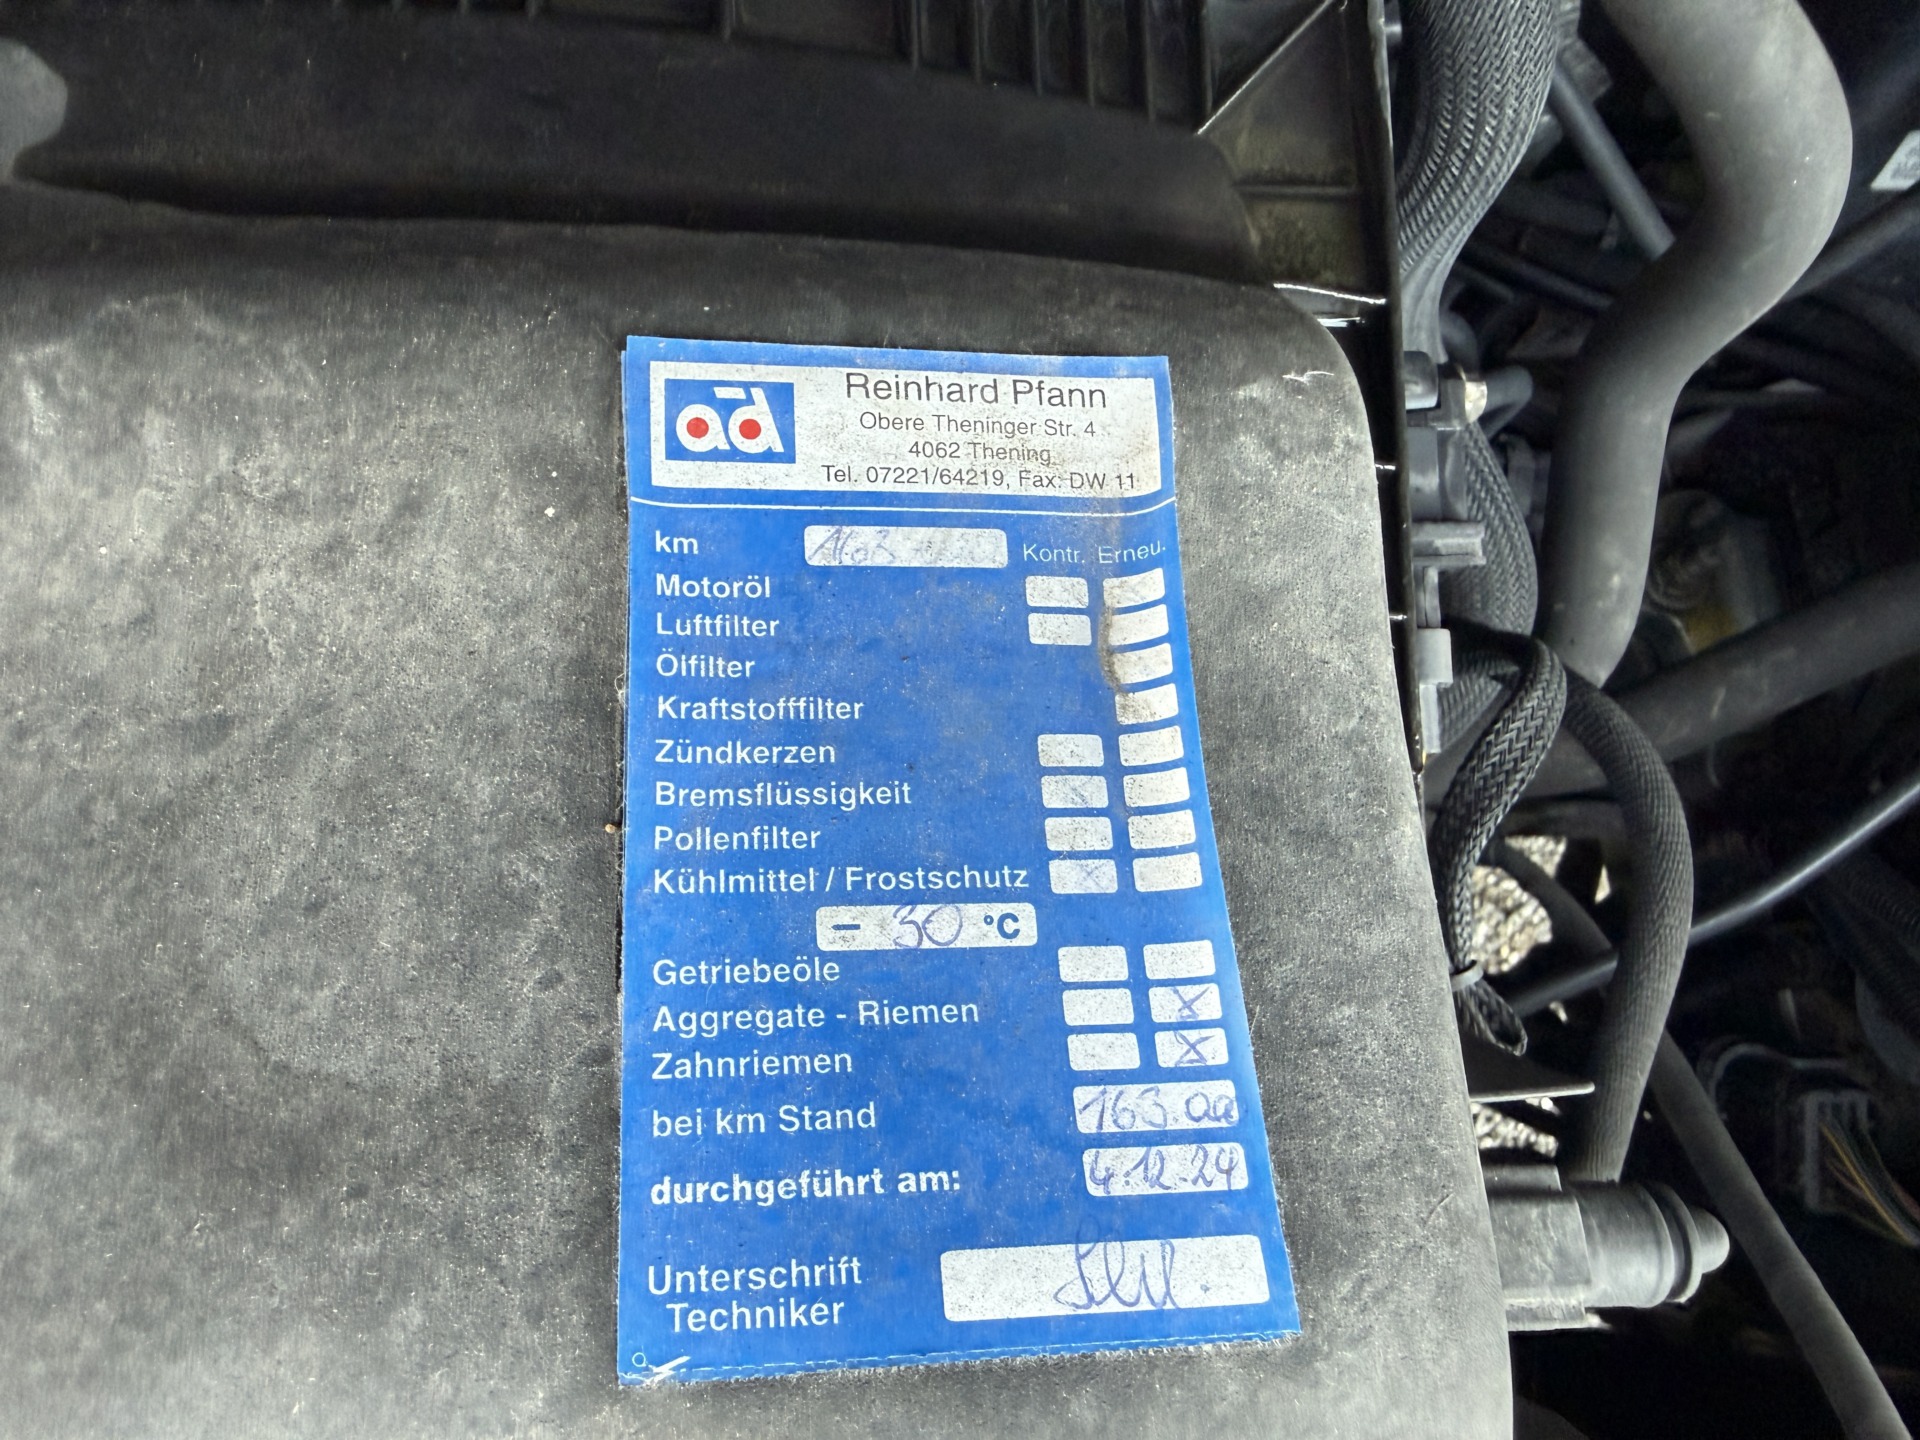 ad Reinhard Pfann
Obere Theninger Str. 4
4062 Thening
Tel. 07221/64219, Fax: DW 11
km Kontr. Erneu.
Motoröl
Luftfilter
Ölfilter
Kraftstofffilter
Zündkerzen
Bremsflüssigkeit
Pollenfilter
Kühlmittel / Frostschutz
- 30 °C
Getriebeöle
Aggregate - Riemen
Zahnriemen
bei km Stand 163.
durchgeführt am: 4.12.24
Unterschrift
Techniker